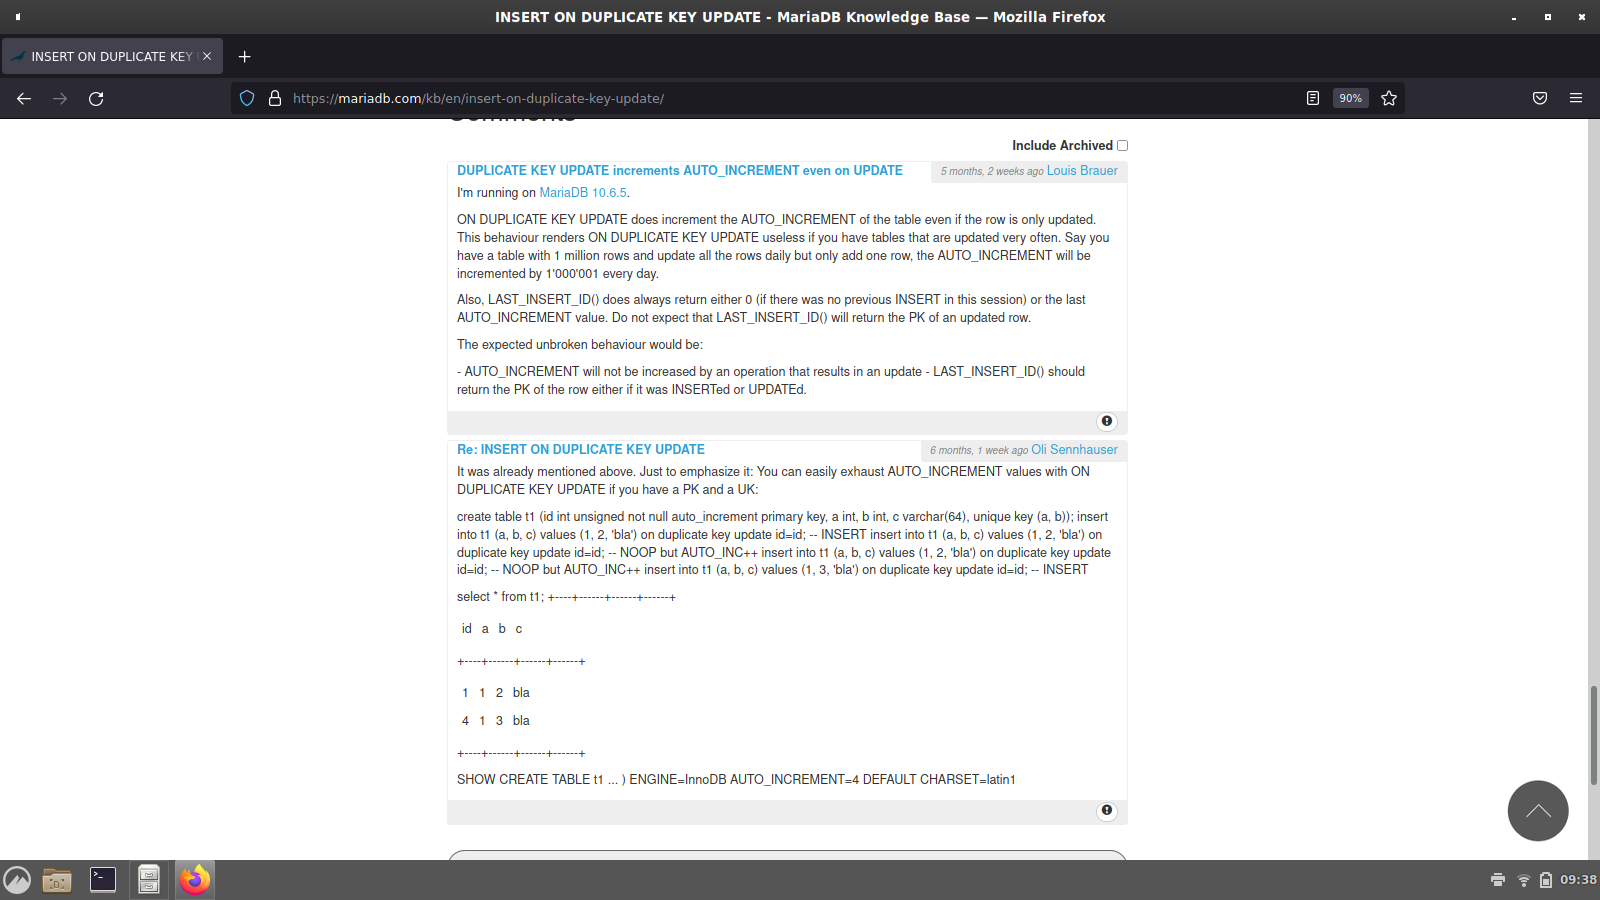 INSERT ON DUPLICATE KEY UPDATE - MariaDB Knowledge Base — Mozilla Firefox
INSERT ON DUPLICATE KEY
https://mariadb.com/kb/en/insert-on-duplicate-key-update/
90%
Comments
Include Archived
DUPLICATE KEY UPDATE increments AUTO_INCREMENT even on UPDATE
5 months, 2 weeks ago Louis Brauer
I'm running on MariaDB 10.6.5.
ON DUPLICATE KEY UPDATE does increment the AUTO_INCREMENT of the table even if the row is only updated.
This behaviour renders ON DUPLICATE KEY UPDATE useless if you have tables that are updated very often. Say you
have a table with 1 million rows and update all the rows daily but only add one row, the AUTO_INCREMENT will be
incremented by 1'000'001 every day.
Also, LAST_INSERT_ID() does always return either 0 (if there was no previous INSERT in this session) or the last
AUTO_INCREMENT value. Do not expect that LAST_INSERT_ID() will return the PK of an updated row.
The expected unbroken behaviour would be:
- AUTO_INCREMENT will not be increased by an operation that results in an update - LAST_INSERT_ID() should
return the PK of the row either if it was INSERTed or UPDATEd.
Re: INSERT ON DUPLICATE KEY UPDATE
6 months, 1 week ago Oli Sennhauser
It was already mentioned above. Just to emphasize it: You can easily exhaust AUTO_INCREMENT values with ON
DUPLICATE KEY UPDATE if you have a PK and a UK:
create table t1 (id int unsigned not null auto_increment primary key, a int, b int, c varchar(64), unique key (a, b)); insert
into t1 (a, b, c) values (1, 2, 'bla') on duplicate key update id=id; -- INSERT insert into t1 (a, b, c) values (1, 2, 'bla') on
duplicate key update id=id; -- NOOP but AUTO_INC++ insert into t1 (a, b, c) values (1, 2, 'bla') on duplicate key update
id=id; -- NOOP but AUTO_INC++ insert into t1 (a, b, c) values (1, 3, 'bla') on duplicate key update id=id; -- INSERT
select * from t1; +----+------+------+------+
id a b c
+----+------+------+------+
1 1 2 bla
4 1 3 bla
+----+------+------+------+
SHOW CREATE TABLE t1 ... ) ENGINE=InnoDB AUTO_INCREMENT=4 DEFAULT CHARSET=latin1
09:38